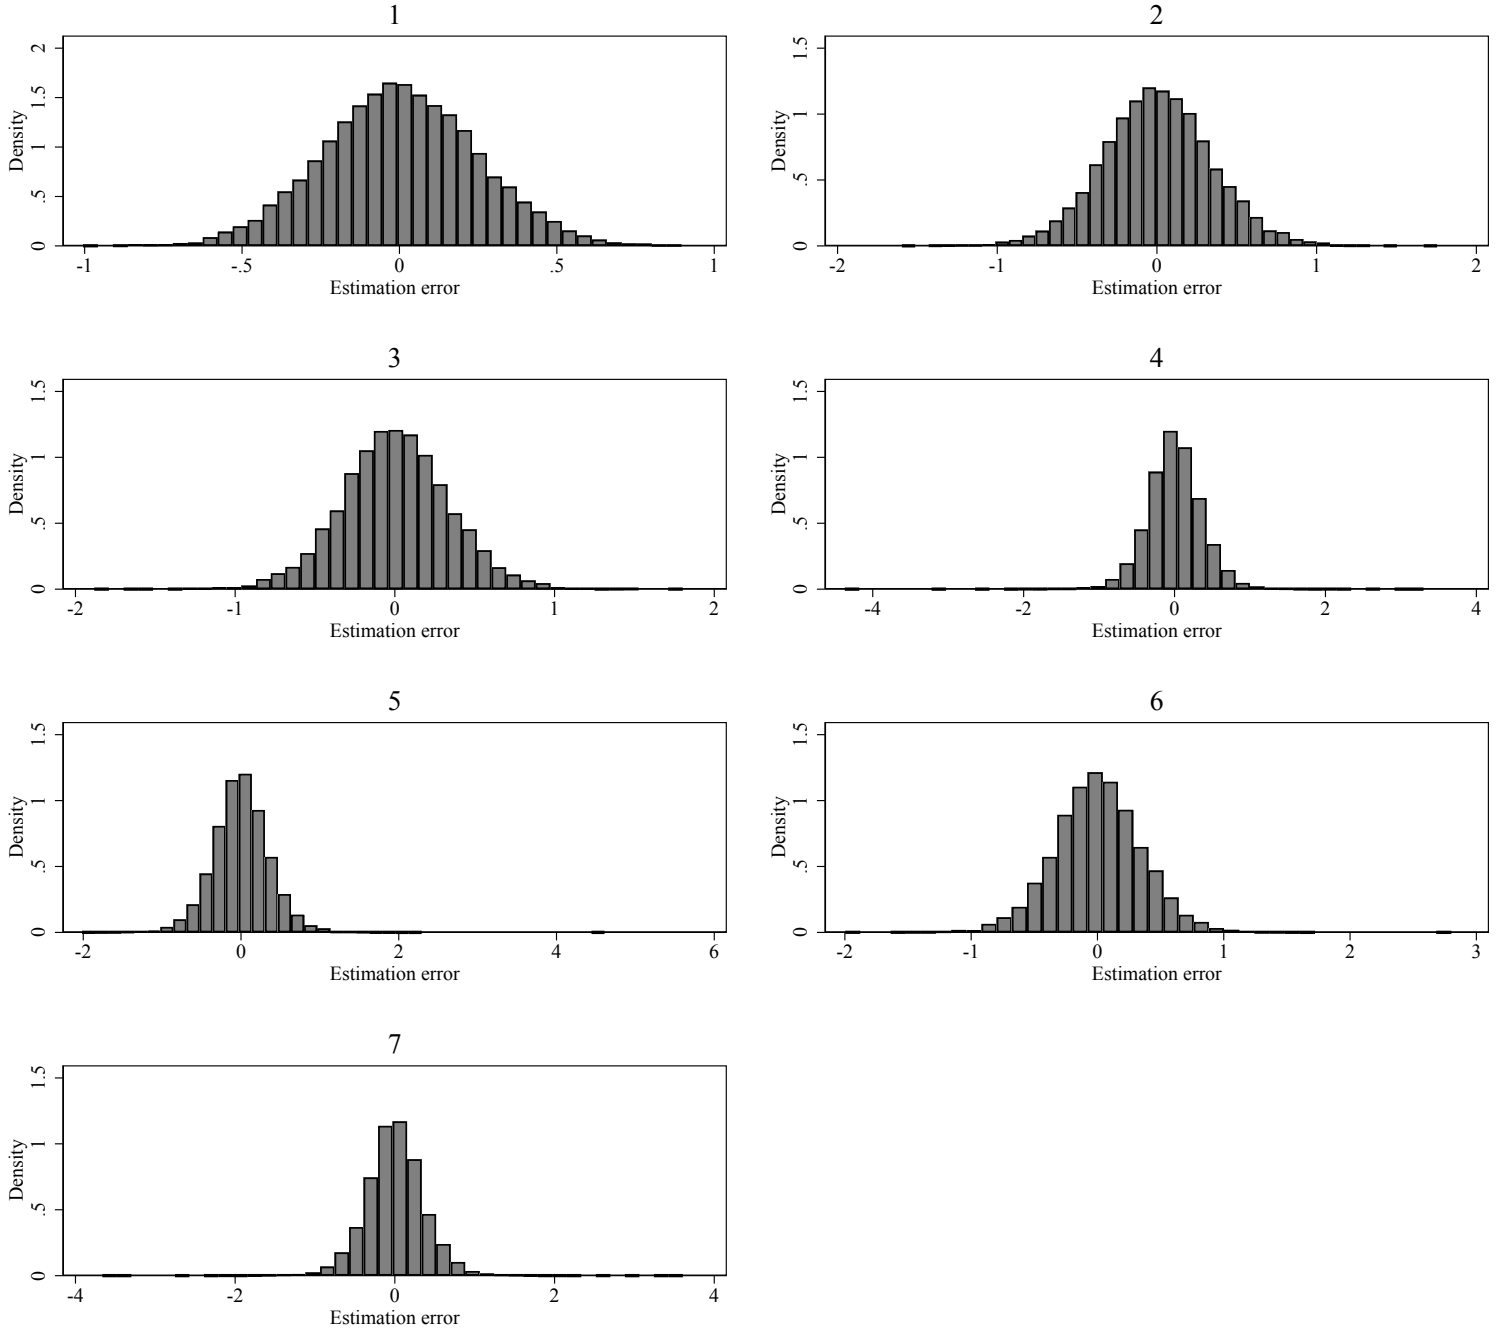 1
Density
0 .5 1 1.5 2
-1 -.5 0 .5 1
Estimation error
2
Density
0 .5 1 1.5
-2 -1 0 1 2
Estimation error
3
Density
0 .5 1 1.5
-2 -1 0 1 2
Estimation error
4
Density
0 .5 1 1.5
-4 -2 0 2 4
Estimation error
5
Density
0 .5 1 1.5
-2 0 2 4 6
Estimation error
6
Density
0 .5 1 1.5
-2 -1 0 1 2 3
Estimation error
7
Density
0 .5 1 1.5
-4 -2 0 2 4
Estimation error